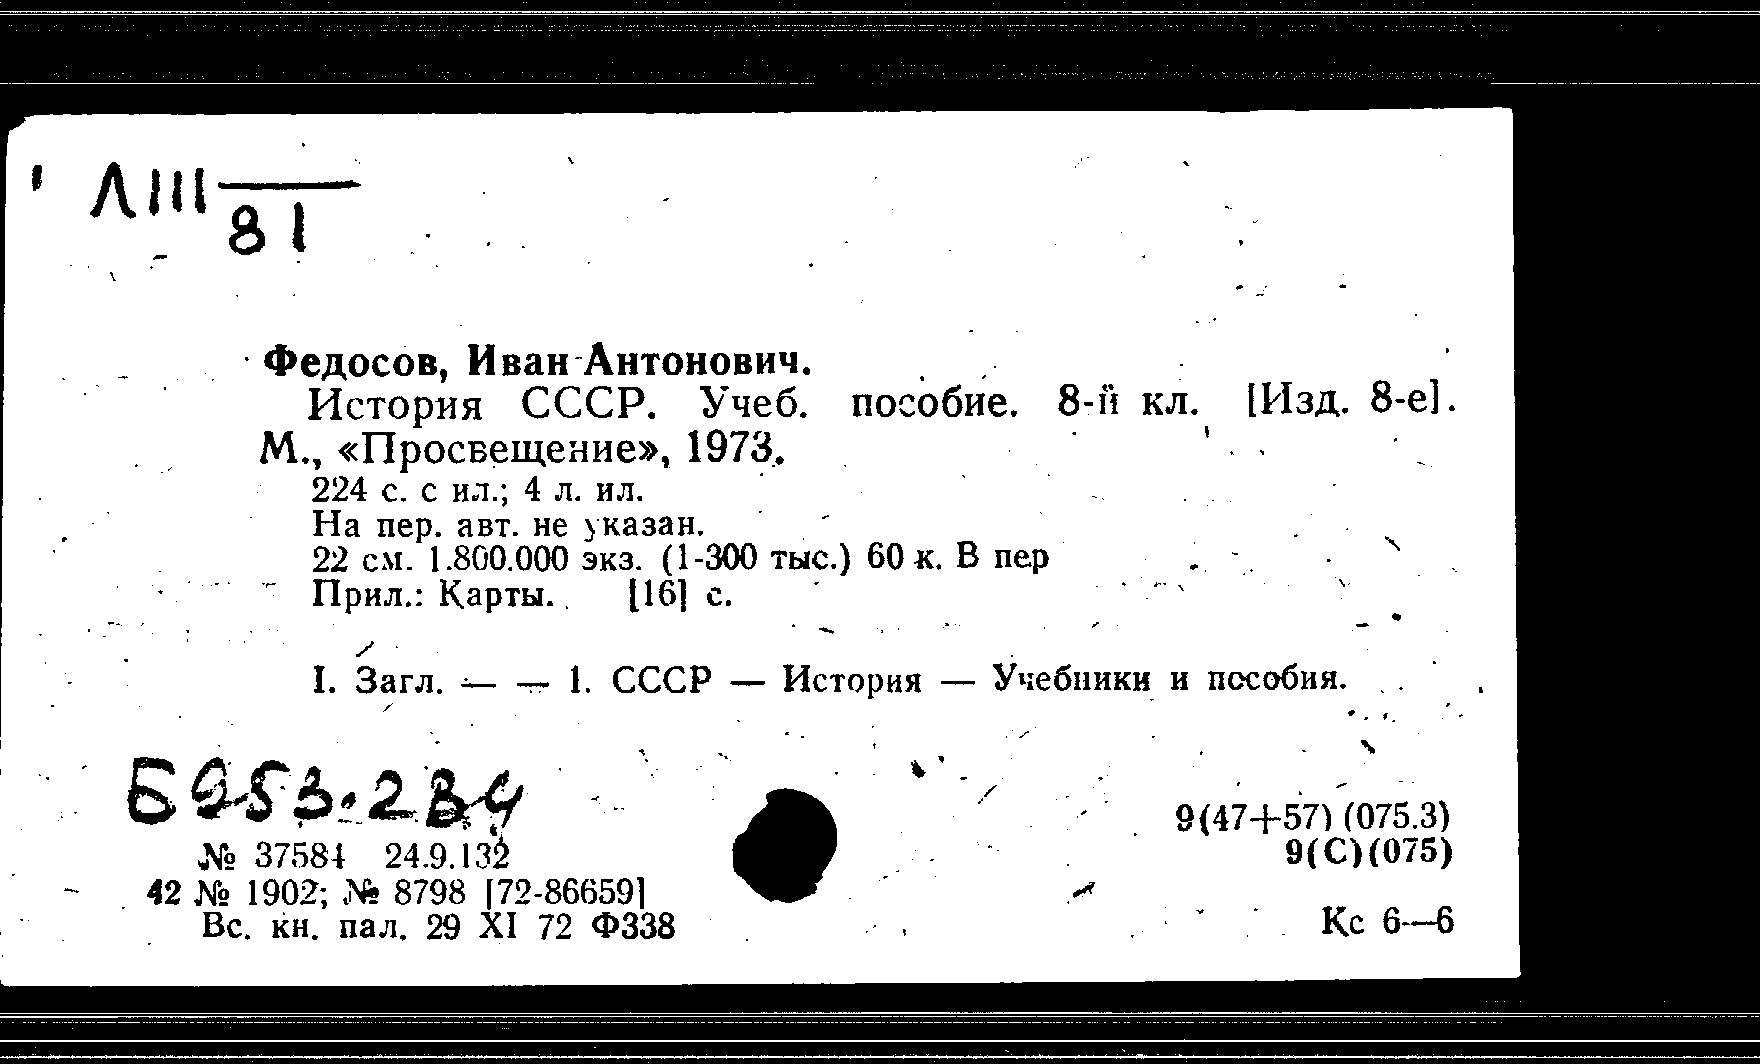 ЛIII
81
Федосов, Иван Антонович.
История СССР. Учеб. пособие. 8-й кл. [Изд. 8-е].
М., «Просвещение», 1973.
224 с. с ил.; 4 л. ил.
На пер. авт. не указан.
22 см. 1.800.000 экз. (1-300 тыс.) 60 к. В пер
Прил.: Карты. [16] с.
I. Загл. — — 1. СССР — История — Учебники и пособия.
Б953.2В4
9(47+57) (075.3)
№ 37584 24.9.132
9(С)(075)
42 № 1902; № 8798 [72-86659]
Вс. кн. пал. 29 XI 72 Ф338
Кс 6—6